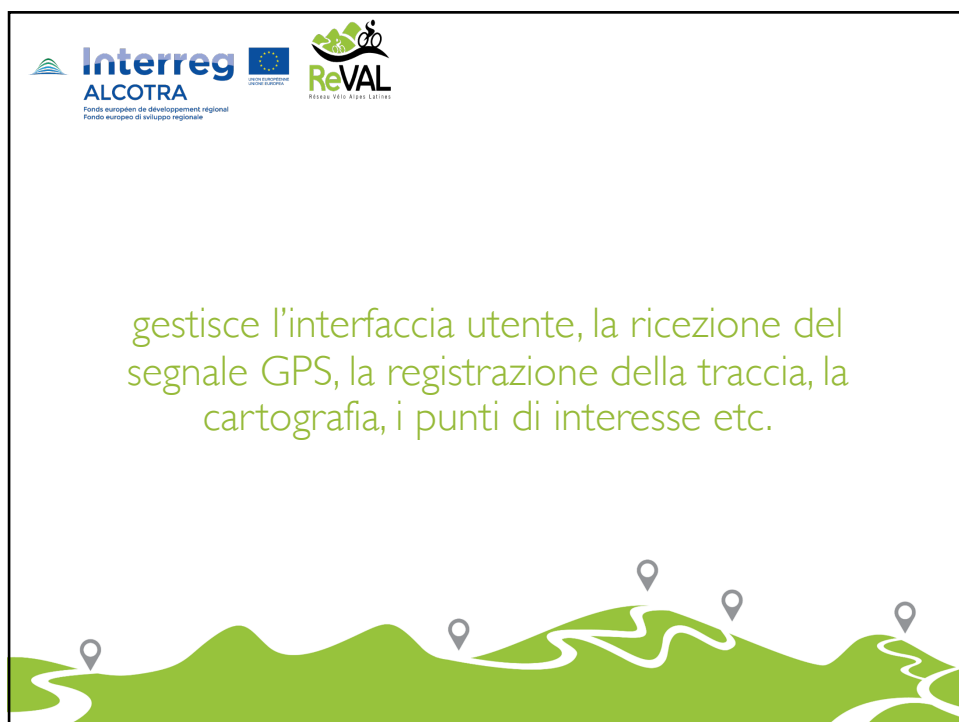 Interreg
ALCOTRA
Fonds européen de développement régional
Fondo europeo di sviluppo regionale
UNION EUROPÉENNE
UNIONE EUROPEA
ReVAL
Réseau Vélo Alpes Latines
gestisce l’interfaccia utente, la ricezione del
segnale GPS, la registrazione della traccia, la
cartografia, i punti di interesse etc.